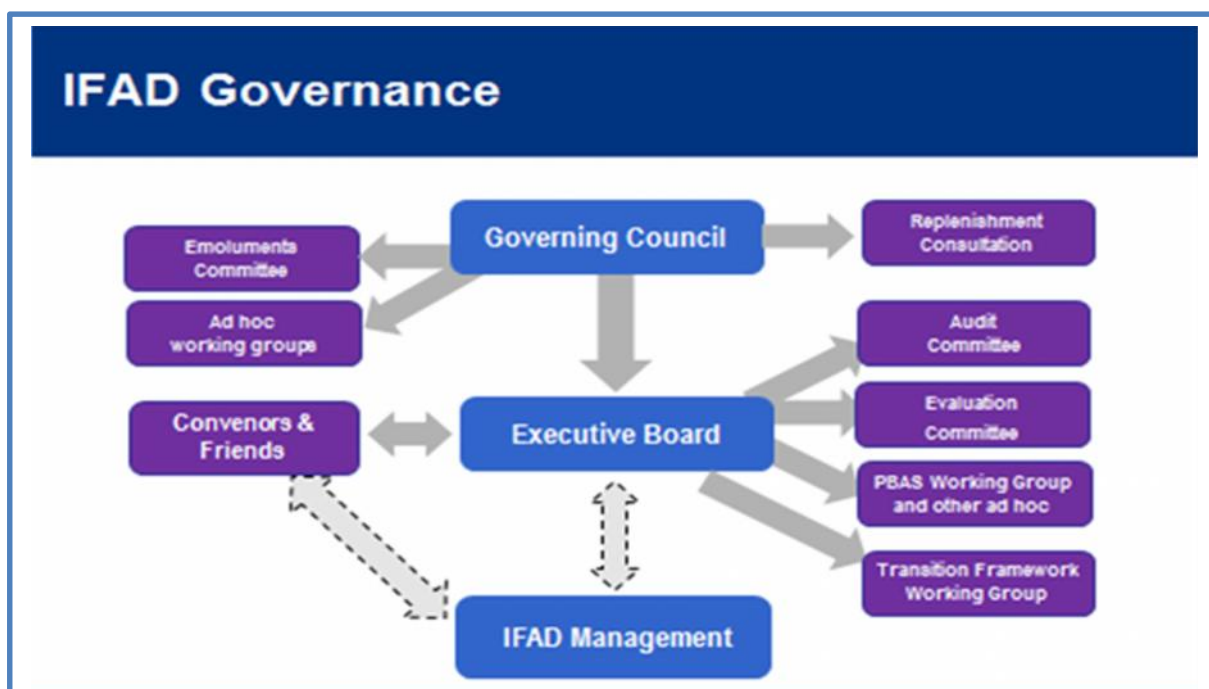 IFAD Governance
Governing Council
Emoluments
Committee
Ad hoc
working groups
Replenishment
Consultation
Audit
Committee
Convenors &
Friends
Executive Board
Evaluation
Committee
PBAS Working Group
and other ad hoc
Transition Framework
Working Group
IFAD Management